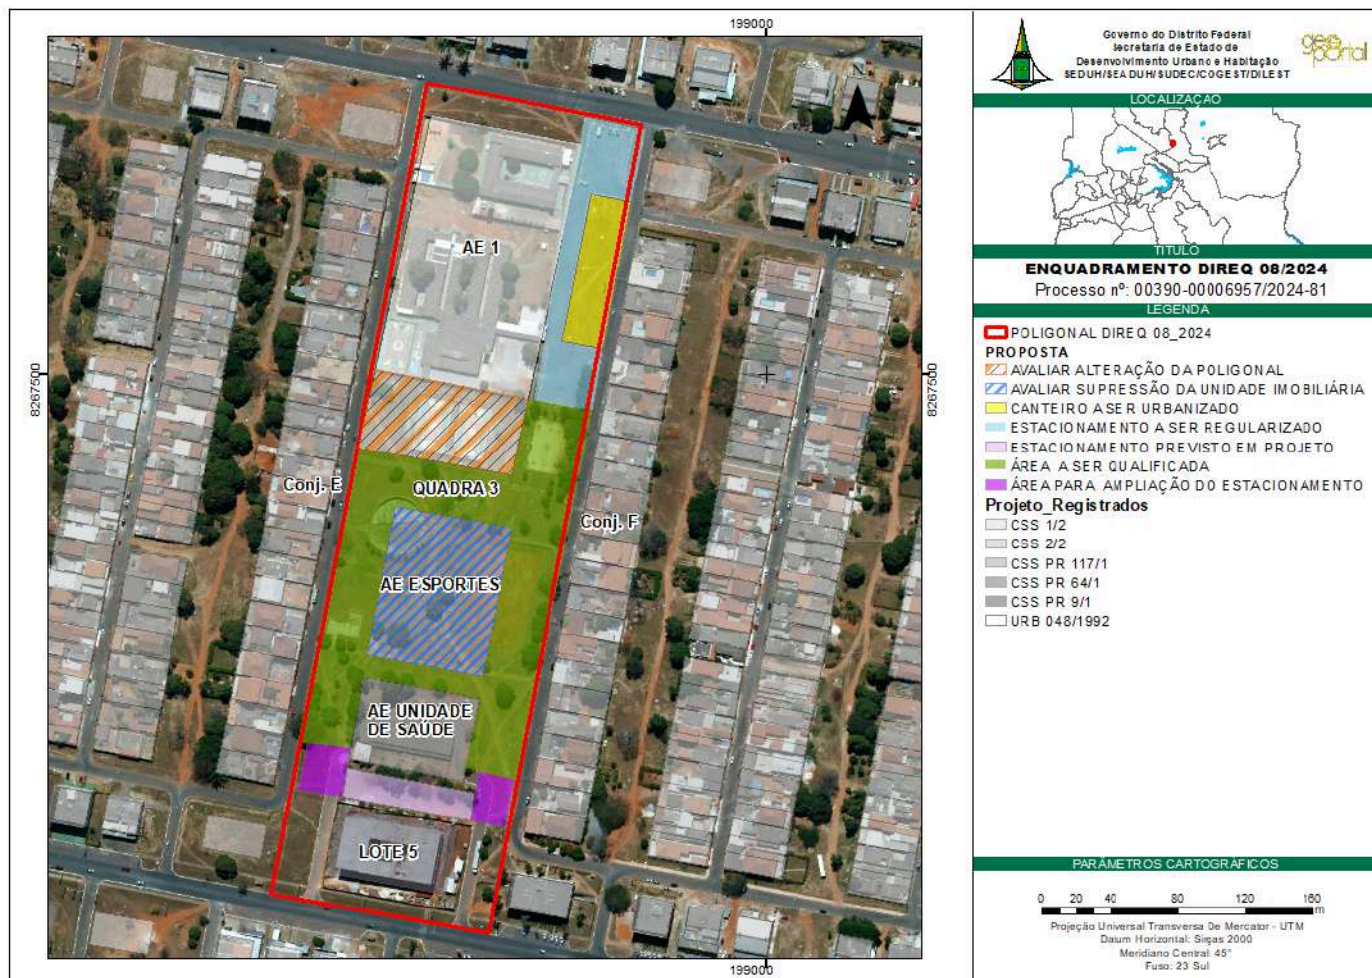 199000
8267500
8267500
199000
N
AE 1
Conj. E
QUADRA 3
Conj. F
AE ESPORTES
AE UNIDADE
DE SAÚDE
LOTE 5
Governo do Distrito Federal
Secretaria de Estado de
Desenvolvimento Urbano e Habitação
SEDUH/SEADUH/SUDEC/COGEST/DILEST
geo
portal
LOCALIZAÇÃO
TITULO
ENQUADRAMENTO DIREQ 08/2024
Processo nº: 00390-00006957/2024-81
LEGENDA
POLIGONAL DIREQ 08_2024
PROPOSTA
AVALIAR ALTERAÇÃO DA POLIGONAL
AVALIAR SUPRESSÃO DA UNIDADE IMOBILIÁRIA
CANTEIRO A SER URBANIZADO
ESTACIONAMENTO A SER REGULARIZADO
ESTACIONAMENTO PREVISTO EM PROJETO
ÁREA A SER QUALIFICADA
ÁREA PARA AMPLIAÇÃO DO ESTACIONAMENTO
Projeto_Registrados
CSS 1/2
CSS 2/2
CSS PR 117/1
CSS PR 64/1
CSS PR 9/1
URB 048/1992
PARÂMETROS CARTOGRÁFICOS
0 20 40 80 120 160
m
Projeção Universal Transversa De Mercator - UTM
Datum Horizontal: Sirgas 2000
Meridiano Central: 45°
Fuso: 23 Sul